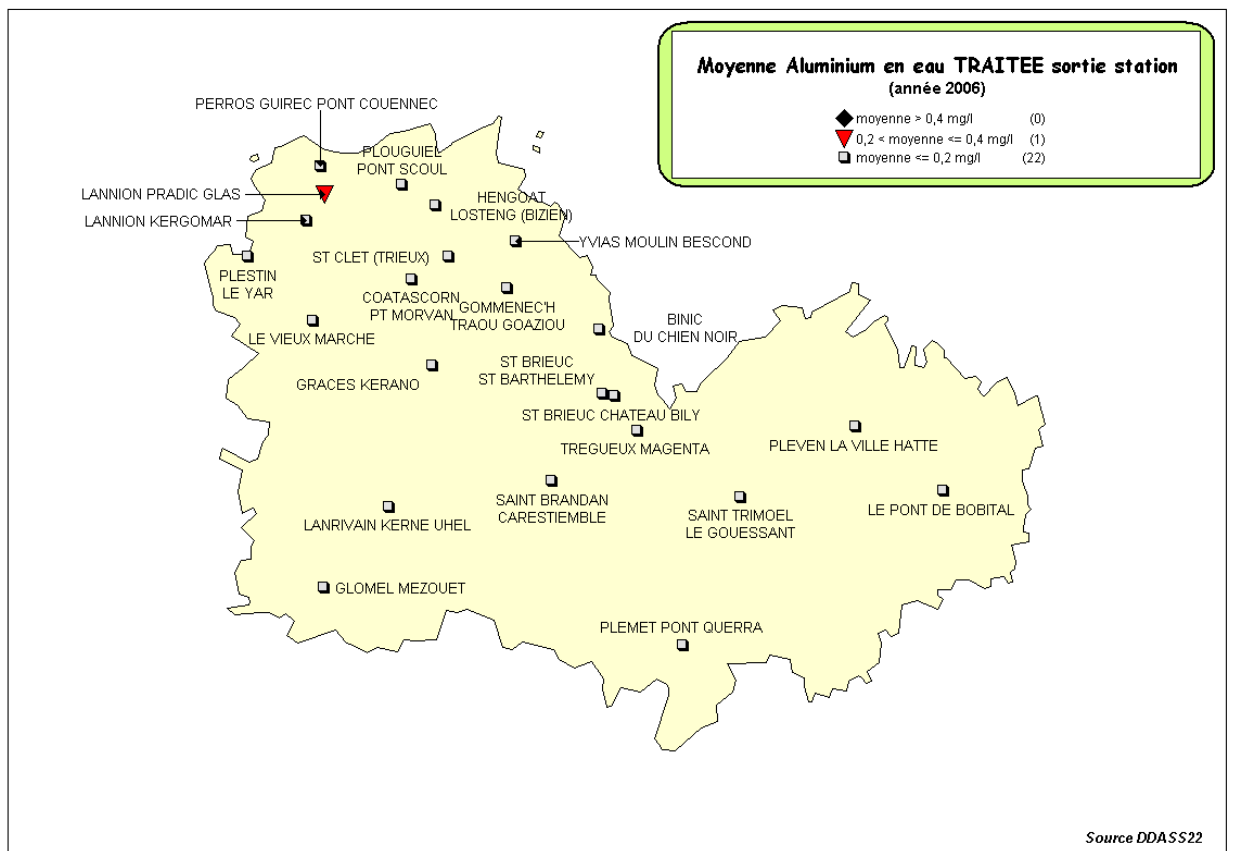 Moyenne Aluminium en eau TRAITEE sortie station
(année 2006)
moyenne > 0,4 mg/l (0)
0,2 < moyenne <= 0,4 mg/l (1)
moyenne <= 0,2 mg/l (22)
PERROS GUIREC PONT COUENNEC
PLOUGUIEL
PONT SCOUL
LANNION PRADIC GLAS
HENGOAT
LOSTENG (BIZIEN)
LANNION KERGOMAR
YVIAS MOULIN BESCOND
ST CLET (TRIEUX)
PLESTIN
LE YAR
COATASCORN
PT MORVAN
GOMMENEC'H
TRAOU GOAZIOU
BINIC
DU CHIEN NOIR
LE VIEUX MARCHE
ST BRIEUC
ST BARTHELEMY
GRACES KERANO
ST BRIEUC CHATEAU BILY
TREGUEUX MAGENTA
PLEVEN LA VILLE HATTE
SAINT BRANDAN
CARESTIEMBLE
SAINT TRIMOEL
LE GOUESSANT
LE PONT DE BOBITAL
LANRIVAIN KERNE UHEL
GLOMEL MEZOUET
PLEMET PONT QUERRA
Source DDASS22